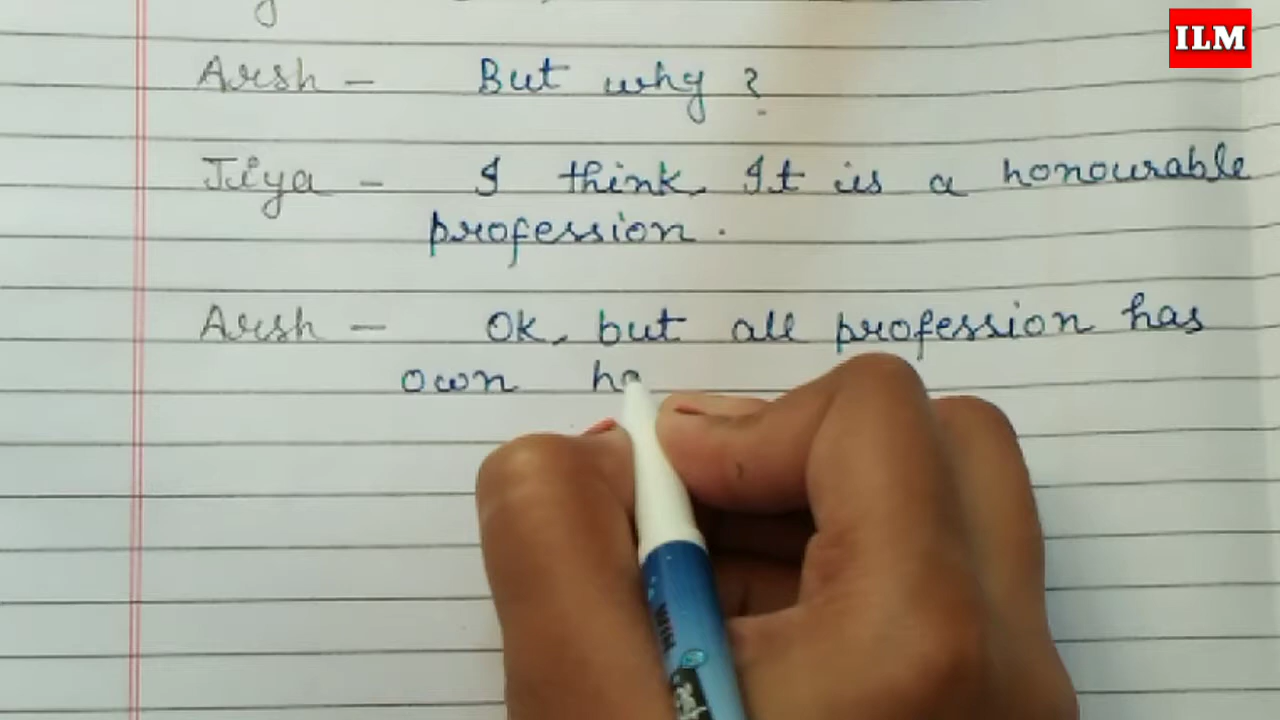 ILM
Arsh - But why ?
Jiya - I think, It is a honourable
profession.
Arsh - Ok, but all profession has
own